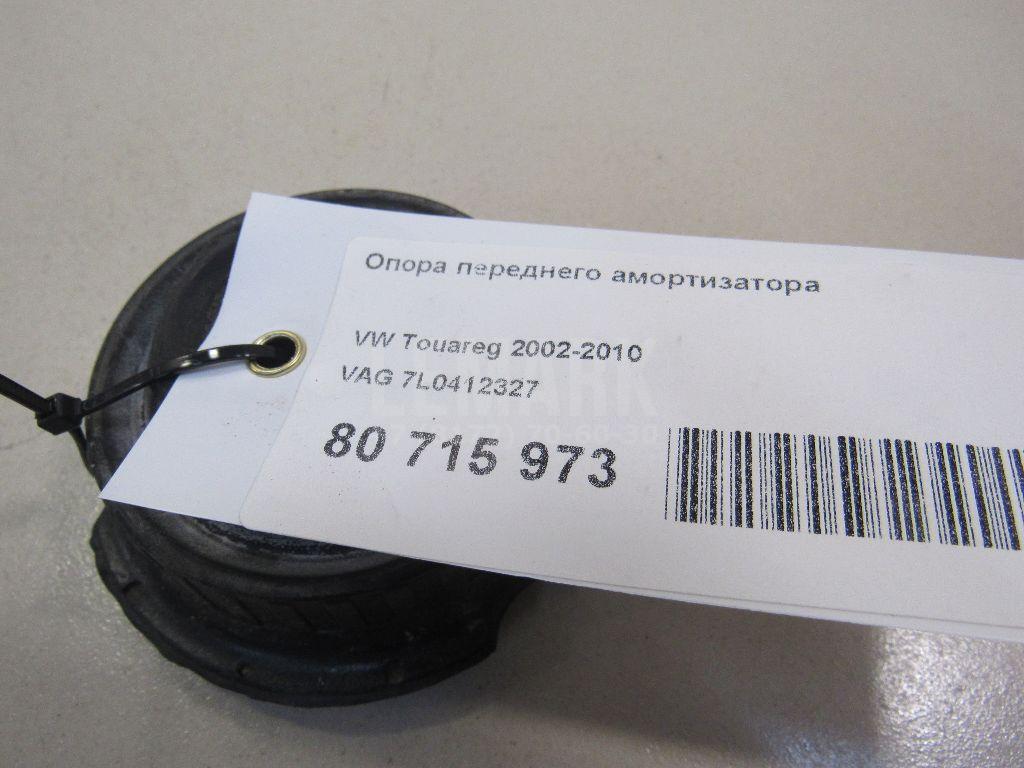 Опора переднего амортизатора
VW Touareg 2002-2010
VAG 7L0412327
80 715 973